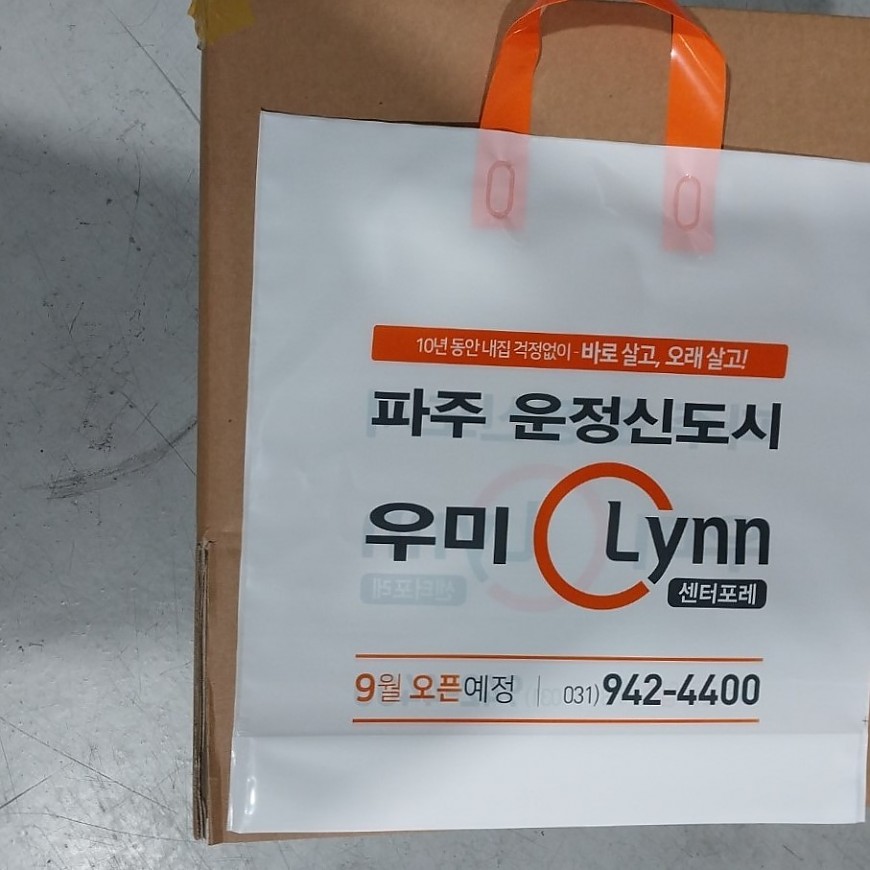 10년 동안 내집 걱정없이 - 바로 살고, 오래 살고!
파주 운정신도시
우미 Lynn
센터포레
9월 오픈예정 | 031) 942-4400